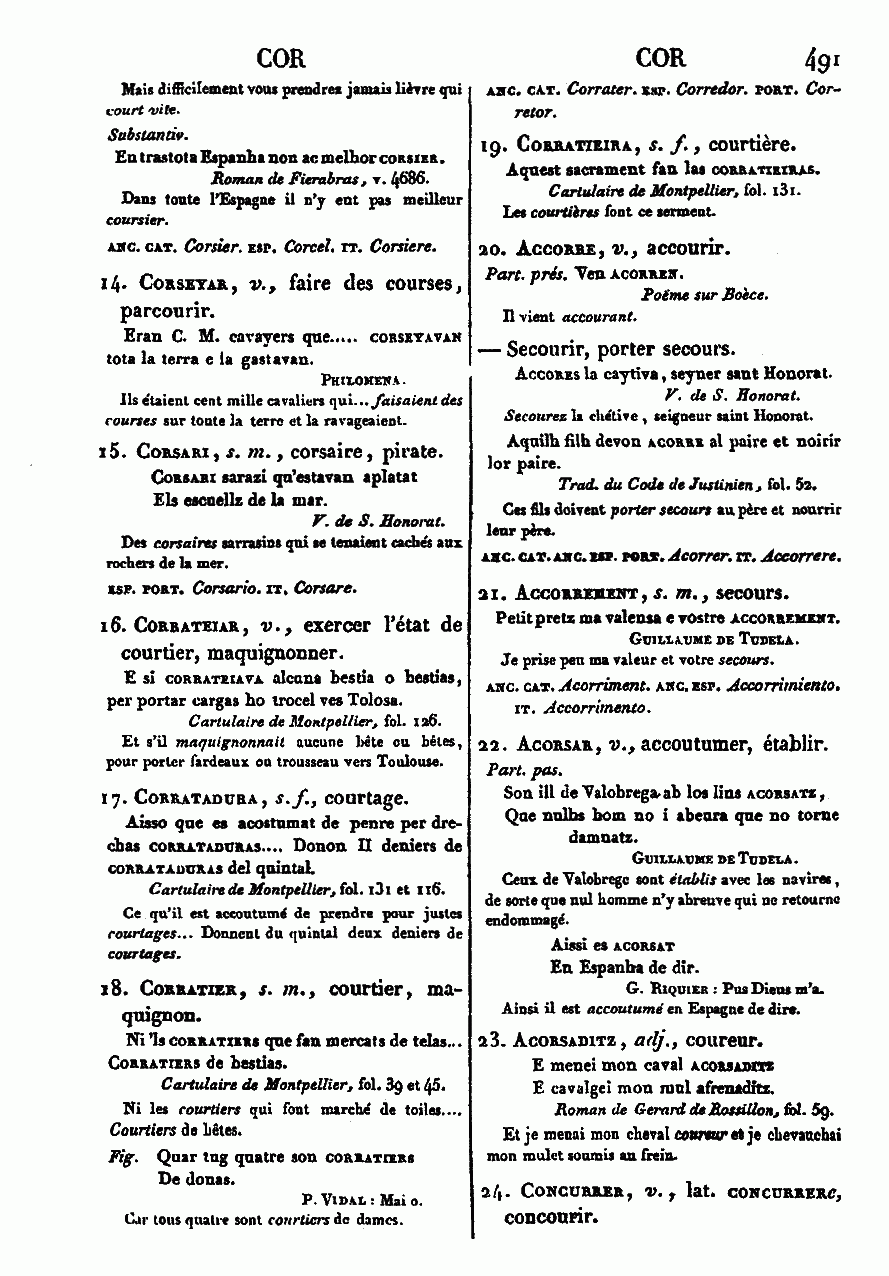 COR
COR 491
Mais difficilement vous prendrez jamais lièvre qui
court vite.
Substantiv.
En trastota Espanha non ac melhor CORSIER.
Roman de Fierabras, v. 4686.
Dans toute l'Espagne il n'y eut pas meilleur
coursier.
ANC. CAT. Corsier. ESP. Corcel. IT. Corsiere.
14. CORSEYAR, v., faire des courses,
parcourir.
Eran C. M. cavayers que..... CORSEYAVAN
tota la terra e la gastavan.
PHILOMENA.
Ils étaient cent mille cavaliers qui... faisaient des
courses sur toute la terre et la ravageaient.
15. CORSARI, s. m., corsaire, pirate.
CORSARI sarazi qu'estavan aplatat
Els escuellz de la mar.
V. de S. Honorat.
Des corsaires sarrasins qui se tenaient cachés aux
rochers de la mer.
ESP. PORT. Corsario. IT. Corsare.
16. CORRATEIAR, v., exercer l'état de
courtier, maquignonner.
E si CORRATEIAVA alcuna bestia o bestias,
per portar cargas ho trocel ves Tolosa.
Cartulaire de Montpellier, fol. 126.
Et s'il maquignonnait aucune bête ou bêtes,
pour porter fardeaux ou trousseau vers Toulouse.
17. CORRATADURA, s. f., courtage.
Aisso que es acostumat de penre per dre-
chas CORRATADURAS.... Donon II deniers de
CORRATADURAS del quintal.
Cartulaire de Montpellier, fol. 131 et 116.
Ce qu'il est accoutumé de prendre pour justes
courtages... Donnent du quintal deux deniers de
courtages.
18. CORRATIER, s. m., courtier, ma-
quignon.
Ni 'ls CORRATIERS que fan mercats de telas...
CORRATIERS de bestias.
Cartulaire de Montpellier, fol. 39 et 45.
Ni les courtiers qui font marché de toiles....
Courtiers de bêtes.
Fig. Quar tug quatre son CORRATIERS
De donas.
P. VIDAL : Mai o.
Car tous quatre sont courtiers de dames.
ANC. CAT. Corrater. ESP. Corredor. PORT. Cor-
retor.
19. CORRATIEIRA, s. f., courtière.
Aquest sacrament fan las CORRATIEIRAS.
Cartulaire de Montpellier, fol. 131.
Les courtières font ce serment.
20. ACCORRE, v., accourir.
Part. prés. Ven ACORREN.
Poëme sur Boèce.
Il vient accourant.
— Secourir, porter secours.
ACCORES la caytiva, seyner sant Honorat.
V. de S. Honorat.
Secourez la chétive, seigneur saint Honorat.
Aquilh filh devon ACORRE al paire et noirir
lor paire.
Trad. du Code de Justinien, fol. 52.
Ces fils doivent porter secours au père et nourrir
leur père.
ANC. CAT. ANC. ESP. PORT. Acorrer. IT. Accorrere.
21. ACCORREMENT, s. m., secours.
Petit pretz ma valensa e vostre ACCORREMENT.
GUILLAUME DE TUDELA.
Je prise peu ma valeur et votre secours.
ANC. CAT. Acorriment. ANC. ESP. Accorrimiento.
IT. Accorrimento.
22. ACORSAR, v., accoutumer, établir.
Part. pas.
Son ill de Valobrega ab los lins ACORSATZ,
Que nulhs hom no i abeura que no torne
damnatz.
GUILLAUME DE TUDELA.
Ceux de Valobrege sont établis avec les navires,
de sorte que nul homme n'y abreuve qui ne retourne
endommagé.
Aissi es ACORSAT
En Espanha de dir.
G. RIQUIER : Pus Dieus m'a.
Ainsi il est accoutumé en Espagne de dire.
23. ACORSADITZ, adj., coureur.
E menei mon caval ACORSADITZ
E cavalgei mon mul afrenaditz.
Roman de Gerard de Rossillon, fol. 59.
Et je menai mon cheval coureur et je chevauchai
mon mulet soumis au frein.
24. CONCURRER, v., lat. CONCURRERe,
concourir.